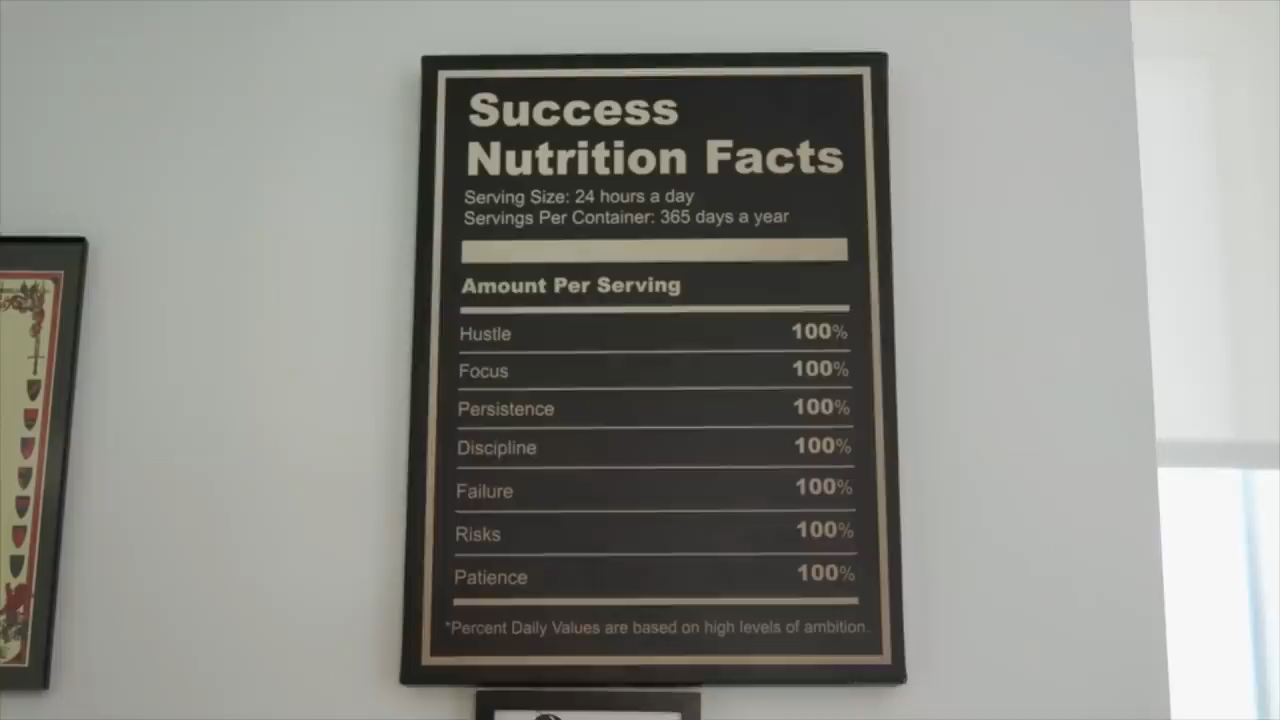 Success
Nutrition Facts
Serving Size: 24 hours a day
Servings Per Container: 365 days a year
Amount Per Serving
Hustle 100%
Focus 100%
Persistence 100%
Discipline 100%
Failure 100%
Risks 100%
Patience 100%
*Percent Daily Values are based on high levels of ambition.